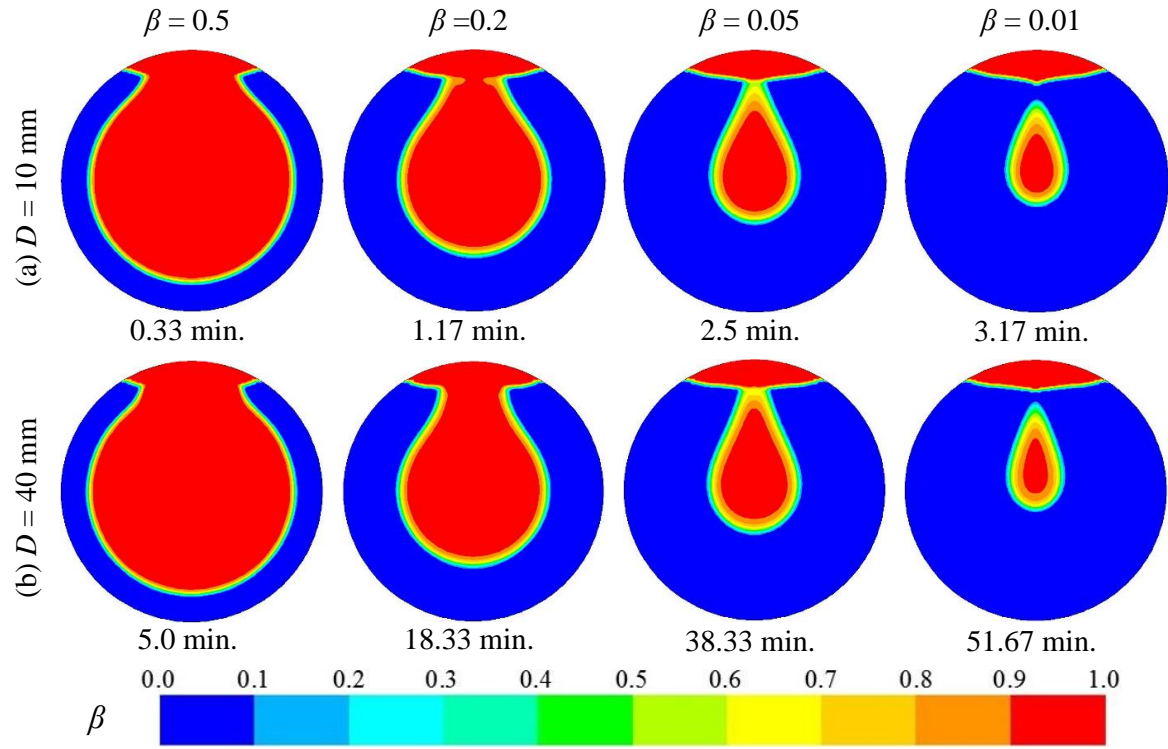 β = 0.5 β =0.2 β = 0.05 β = 0.01
(a) D = 10 mm
0.33 min. 1.17 min. 2.5 min. 3.17 min.
(b) D = 40 mm
5.0 min. 18.33 min. 38.33 min. 51.67 min.
0.0 0.1 0.2 0.3 0.4 0.5 0.6 0.7 0.8 0.9 1.0
β